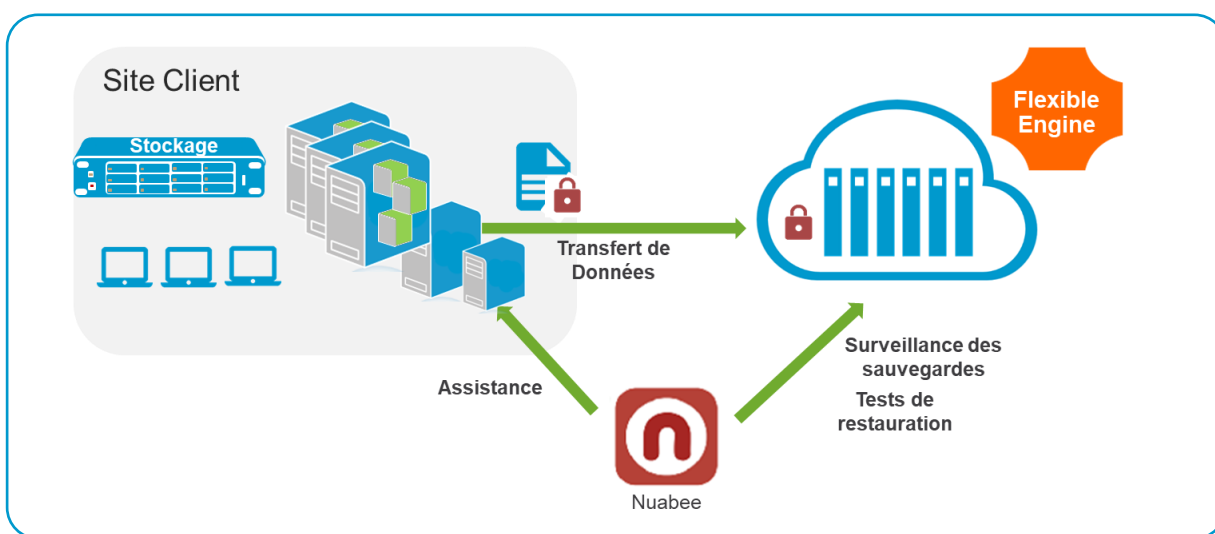 Site Client
Flexible
Engine
Stockage
Transfert de
Données
Surveillance des
sauvegardes
Assistance
Tests de
restauration
Nuabee